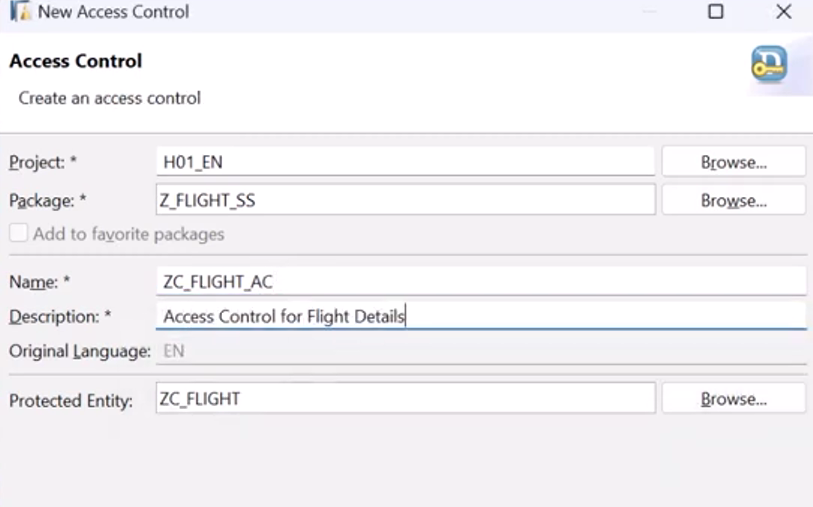 New Access Control
Access Control
Create an access control
Project: * H01_EN Browse...
Package: * Z_FLIGHT_SS Browse...
Add to favorite packages
Name: * ZC_FLIGHT_AC
Description: * Access Control for Flight Details
Original Language: EN
Protected Entity: ZC_FLIGHT Browse...